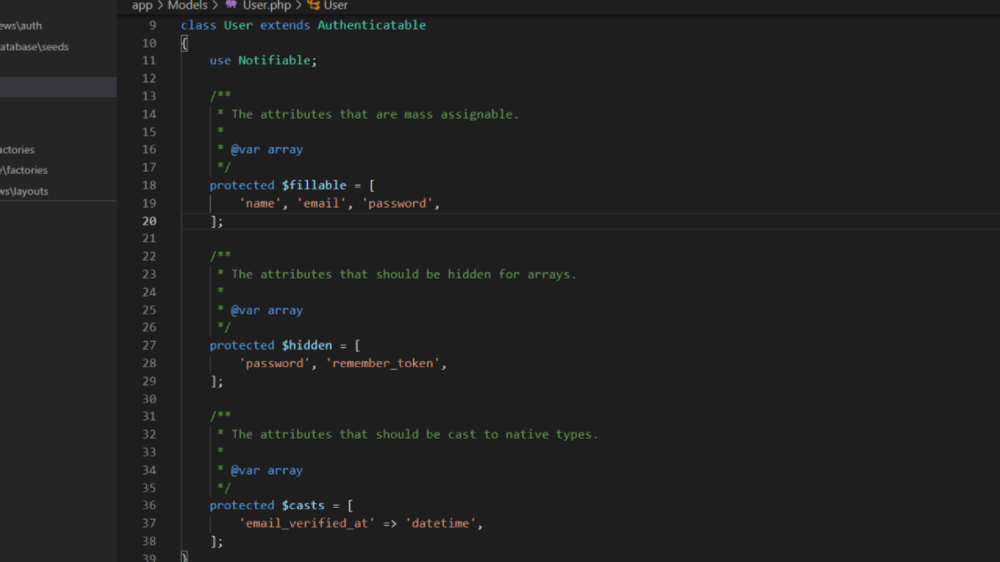 app > Models > User.php > User
ews\auth
atabase\seeds
actories
e\factories
ws\layouts
9 class User extends Authenticatable
10 {
11 use Notifiable;
12
13 /**
14 * The attributes that are mass assignable.
15 *
16 * @var array
17 */
18 protected $fillable = [
19 'name', 'email', 'password',
20 ];
21
22 /**
23 * The attributes that should be hidden for arrays.
24 *
25 * @var array
26 */
27 protected $hidden = [
28 'password', 'remember_token',
29 ];
30
31 /**
32 * The attributes that should be cast to native types.
33 *
34 * @var array
35 */
36 protected $casts = [
37 'email_verified_at' => 'datetime',
38 ];
39 }